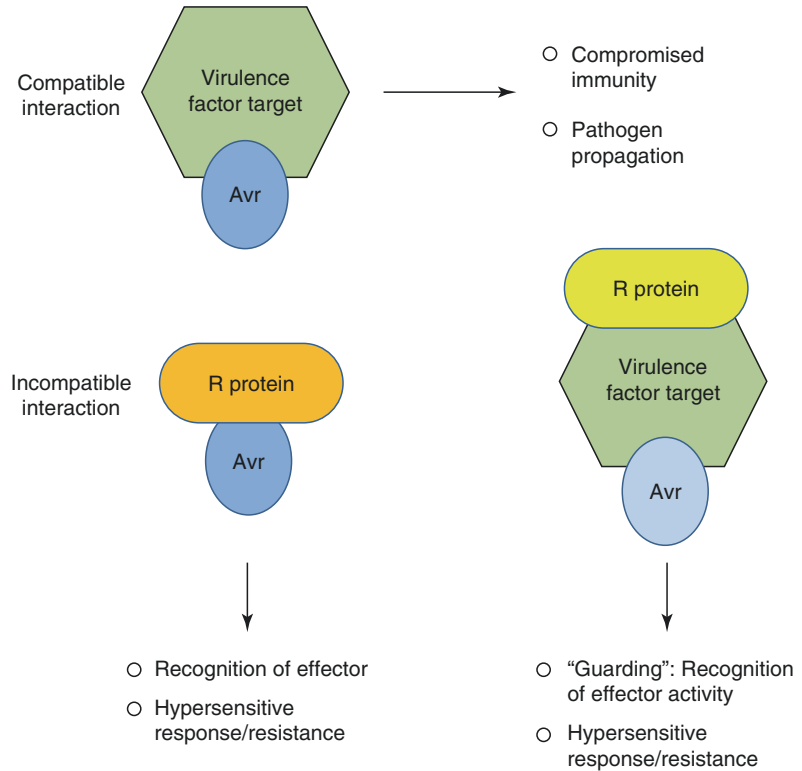 Compatible
interaction
Virulence
factor target
Avr
Compromised
immunity
Pathogen
propagation
Incompatible
interaction
R protein
Avr
Recognition of effector
Hypersensitive
response/resistance
R protein
Virulence
factor target
Avr
“Guarding”: Recognition
of effector activity
Hypersensitive
response/resistance